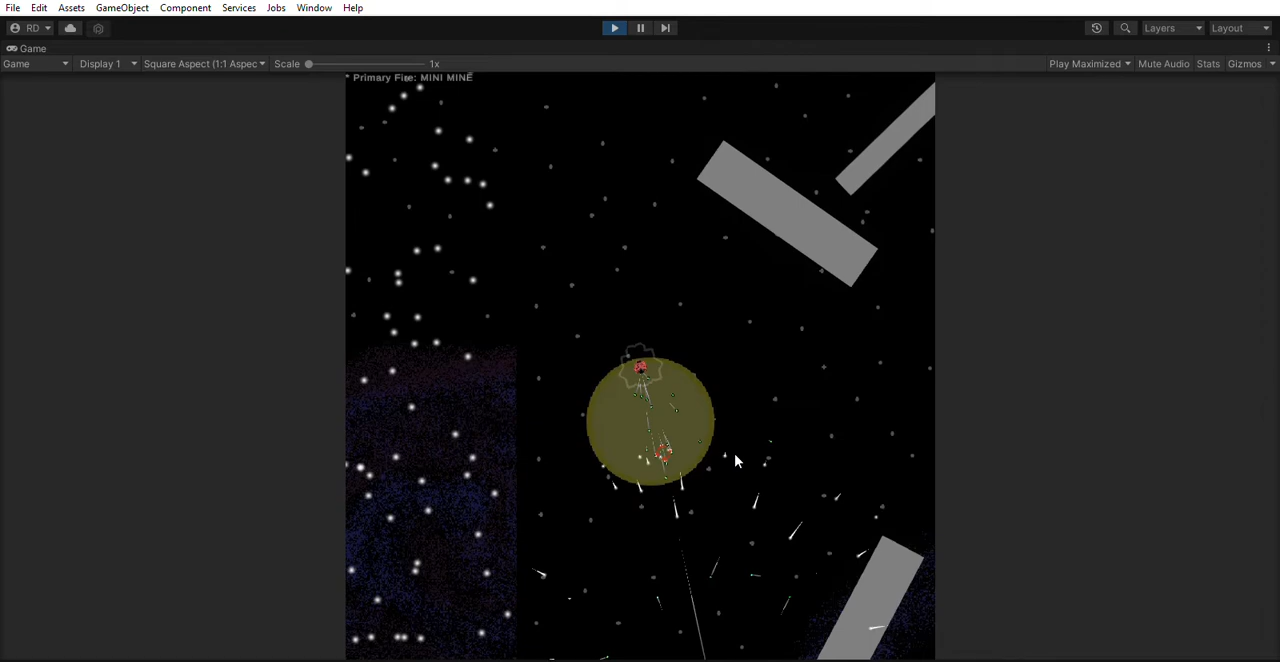 File Edit Assets GameObject Component Services Jobs Window Help
RD Layers Layout
Game
Game Display 1 Square Aspect (1:1 Aspec Scale 1x Play Maximized Mute Audio Stats Gizmos
* Primary Fire: MINI MINE